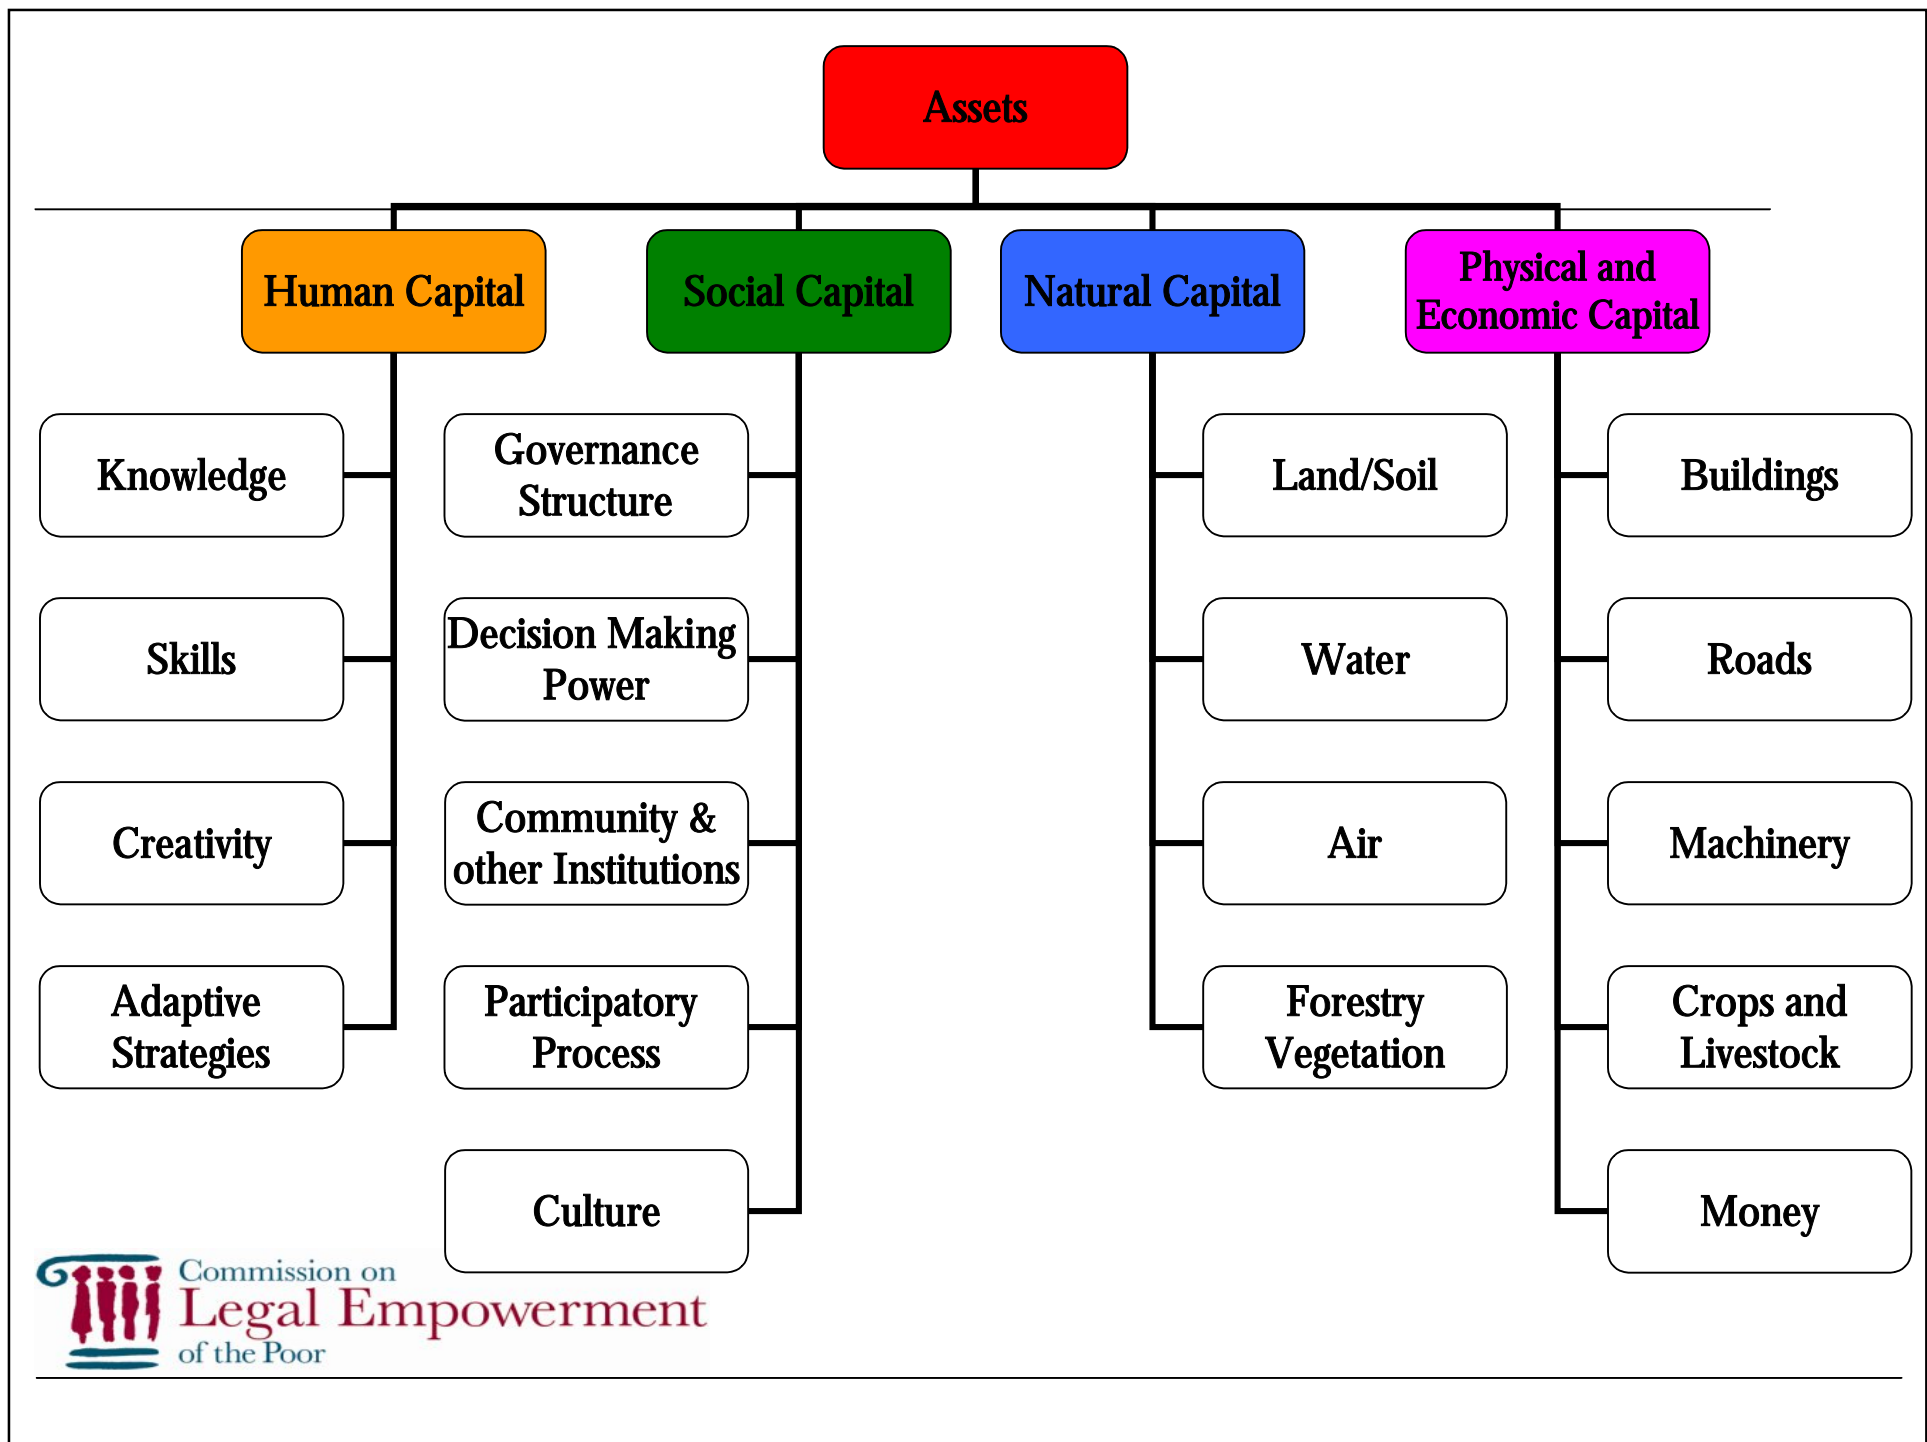 Assets
Human Capital
Social Capital
Natural Capital
Physical and
Economic Capital
Knowledge
Skills
Creativity
Adaptive
Strategies
Governance
Structure
Decision Making
Power
Community &
other Institutions
Participatory
Process
Culture
Land/Soil
Water
Air
Forestry
Vegetation
Buildings
Roads
Machinery
Crops and
Livestock
Money
Commission on
Legal Empowerment
of the Poor